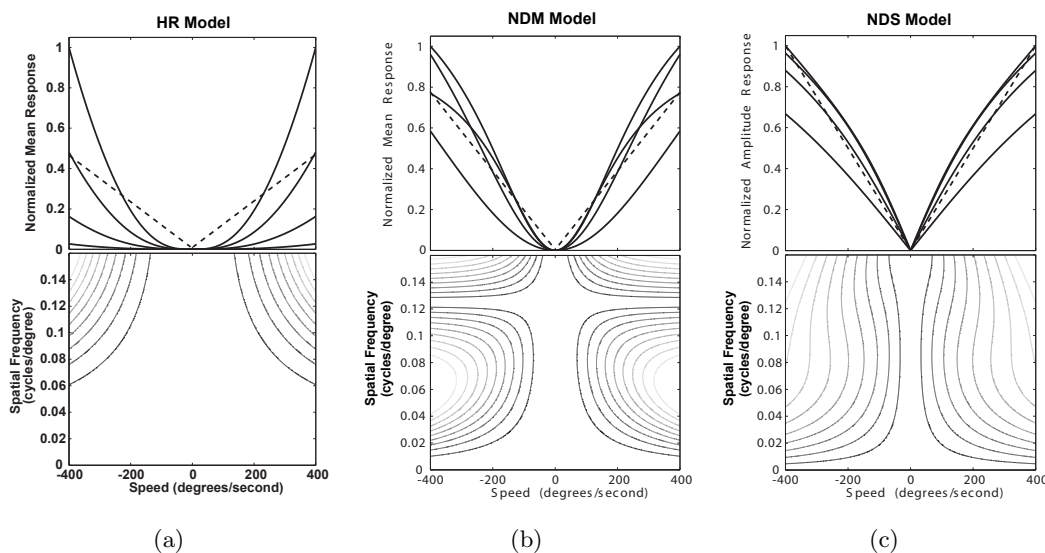 HR Model
Normalized Mean Response
1
0.8
0.6
0.4
0.2
0
Spatial Frequency
(cycles/degree)
0.14
0.12
0.1
0.08
0.06
0.04
0.02
0
-400 -200 0 200 400
Speed (degrees/second)
(a)
NDM Model
Normalized Mean Response
1
0.8
0.6
0.4
0.2
0
Spatial Frequency
(cycles/degree)
0.14
0.12
0.1
0.08
0.06
0.04
0.02
0
-400 -200 0 200 400
Speed (degrees/second)
(b)
NDS Model
Normalized Amplitude Response
1
0.8
0.6
0.4
0.2
0
Spatial Frequency
(cycles/degree)
0.14
0.12
0.1
0.08
0.06
0.04
0.02
0
-400 -200 0 200 400
Speed (degrees/second)
(c)